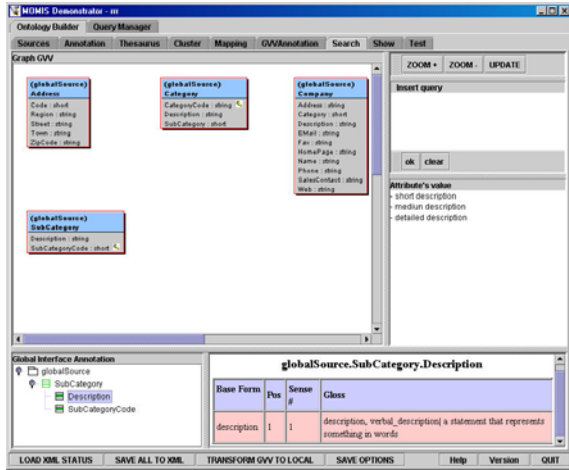 MOMIS Demonstrator - rrr
Ontology Builder Query Manager
Sources Annotation Thesaurus Cluster Mapping GVVAnnotation Search Show Test
Graph GVV
(globalSource)
Address
Code : short
Region : string
Street : string
Town : string
ZipCode : string
(globalSource)
Category
CategoryCode : string
Description : string
SubCategory : short
(globalSource)
Company
Address : string
Category : short
Description : string
EMail : string
Fax : string
HomePage : string
Name : string
Phone : string
SalesContact : string
Web : string
(globalSource)
SubCategory
Description : string
SubCategoryCode : short
ZOOM + ZOOM - UPDATE
Insert query
ok clear
Attribute's value
- short description
- mediun description
- detailed description
Global Interface Annotation
globalSource
SubCategory
Description
SubCategoryCode
globalSource.SubCategory.Description
Base Form Pos Sense # Gloss
description 1 1 description, verbal_description| a statement that represents
something in words
LOAD XML STATUS SAVE ALL TO XML TRANSFORM GVV TO LOCAL SAVE OPTIONS Help Version QUIT